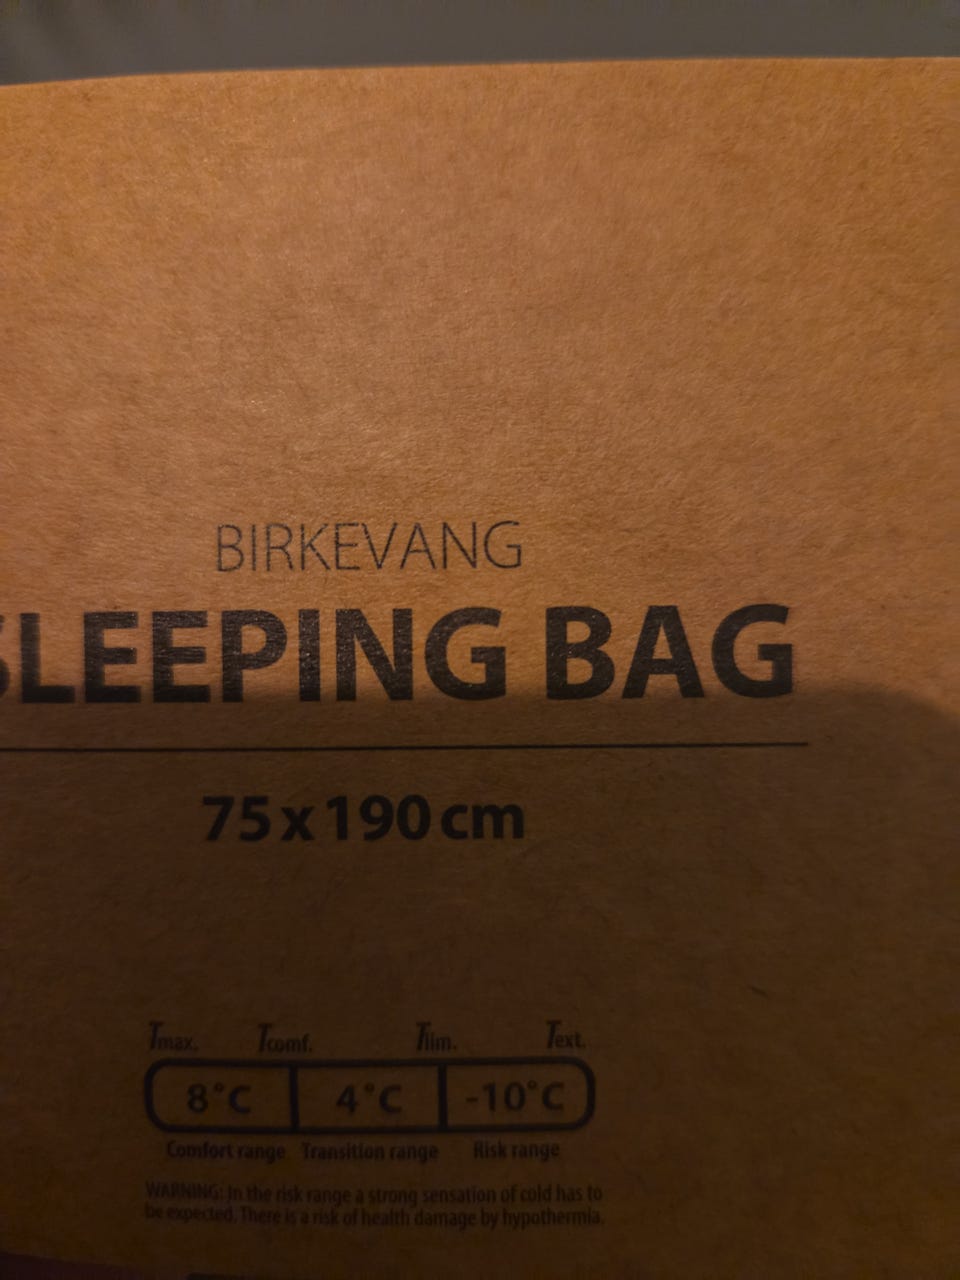 BIRKEVANG
SLEEPING BAG
75 x 190 cm
Tmax. Tcomf. Tlim. Text.
8°C 4°C -10°C
Comfort range Transition range Risk range
WARNING: In the risk range a strong sensation of cold has to
be expected. There is a risk of health damage by hypothermia.